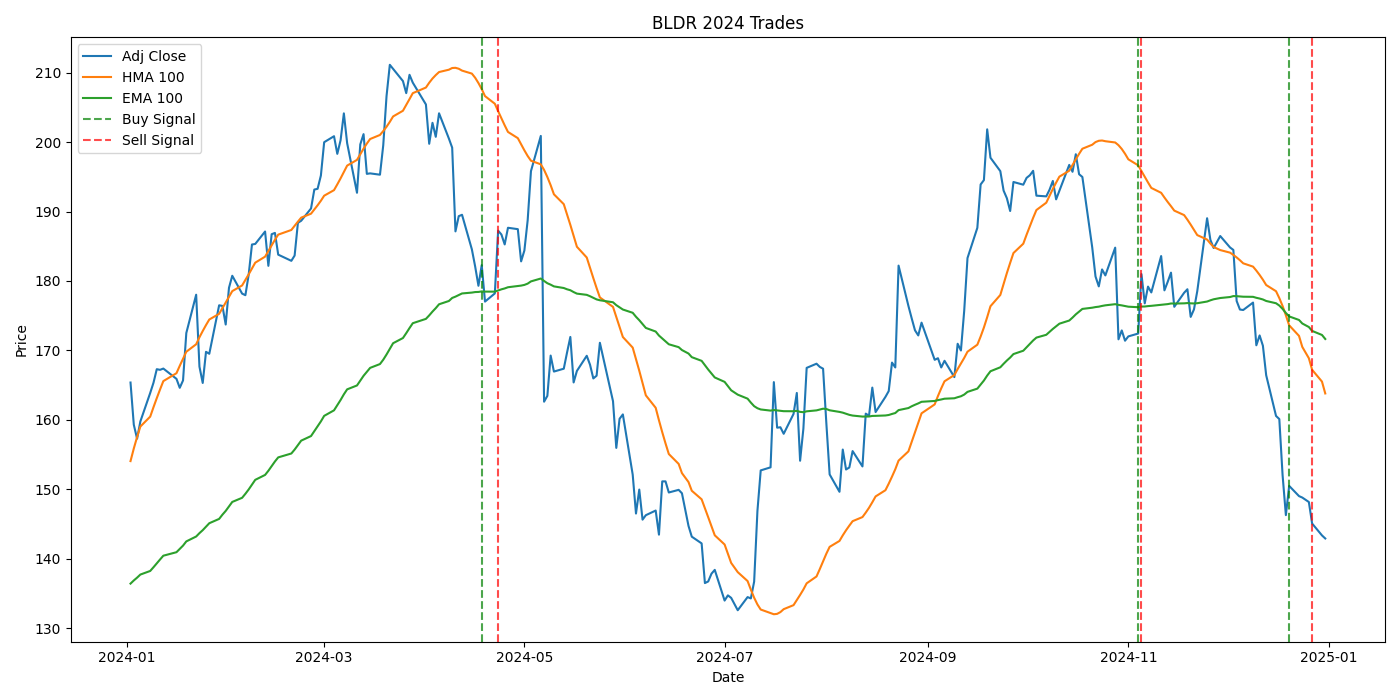 BLDR 2024 Trades
Adj Close
HMA 100
EMA 100
Buy Signal
Sell Signal
Price
210
200
190
180
170
160
150
140
130
2024-01
2024-03
2024-05
2024-07
2024-09
2024-11
2025-01
Date